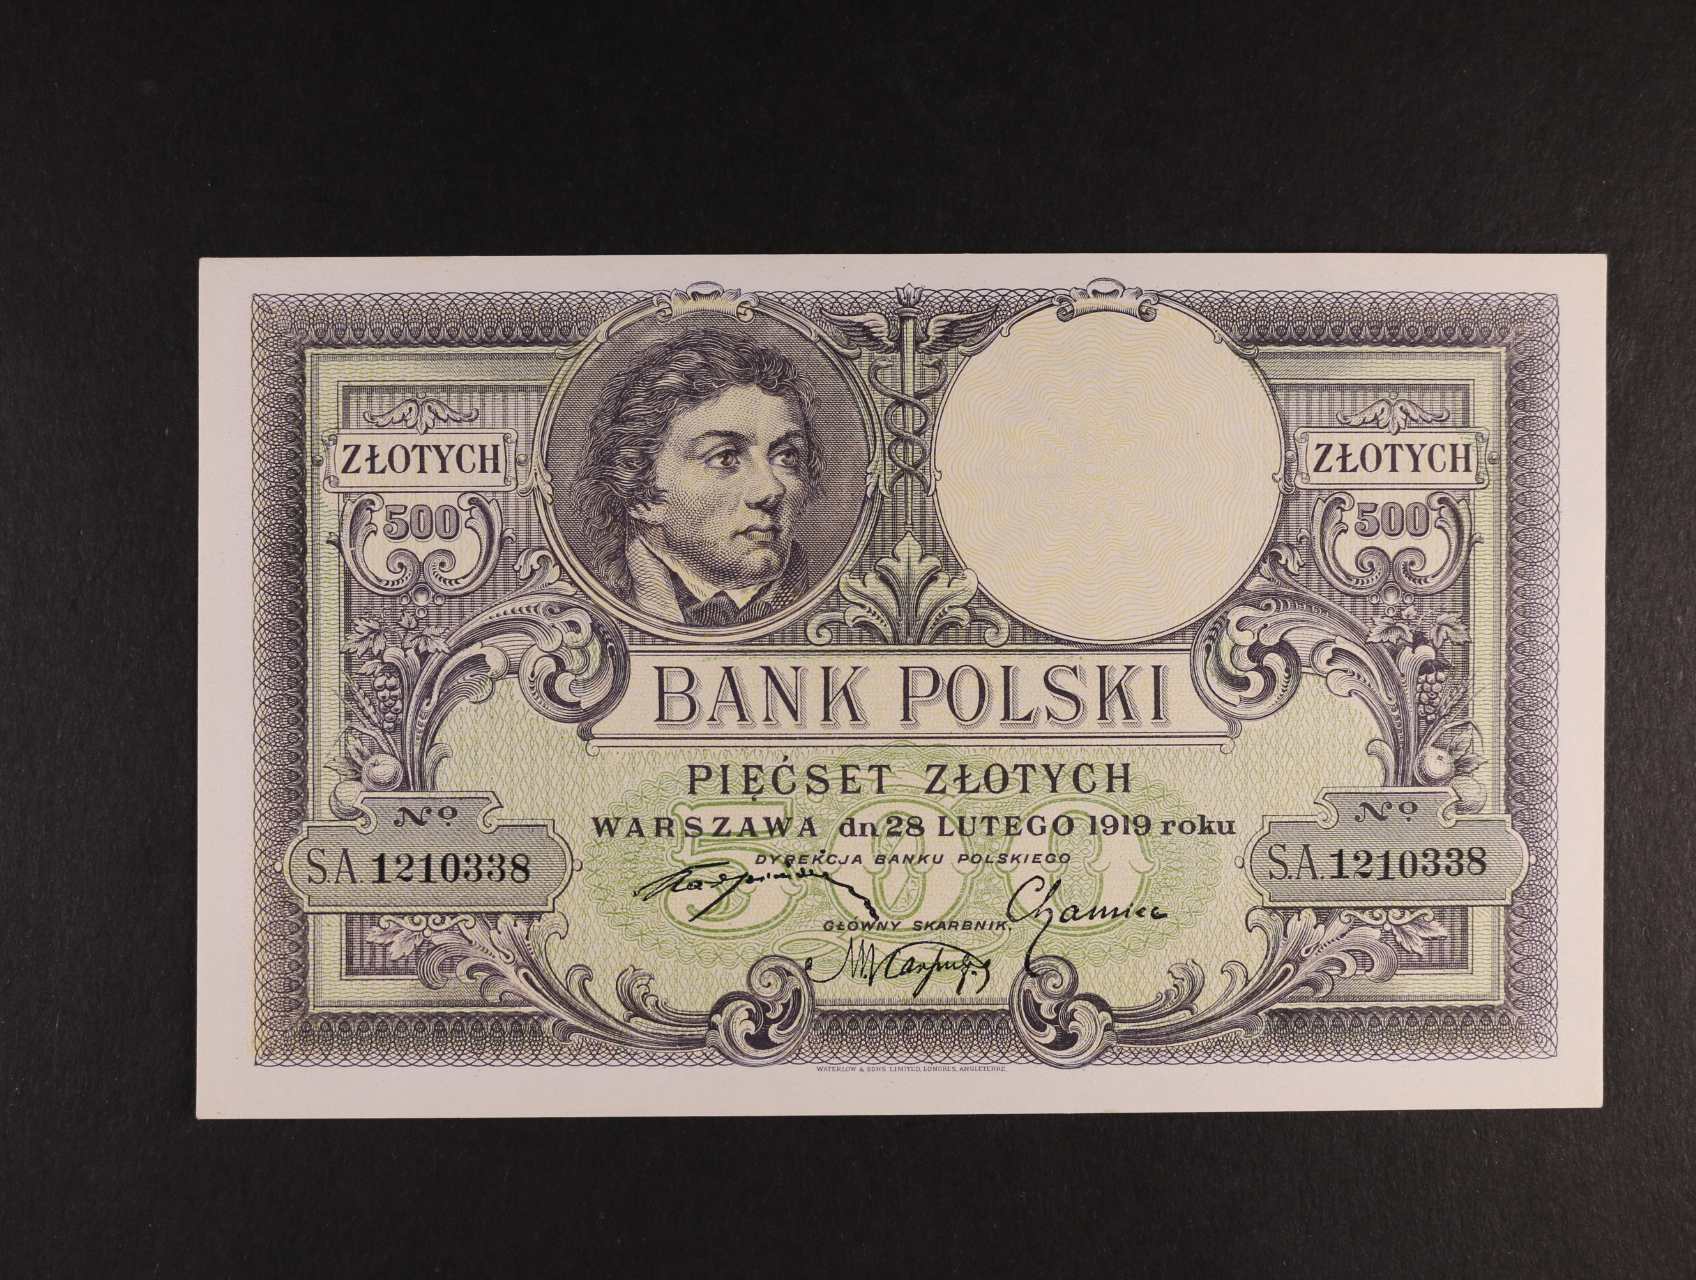 ZŁOTYCH
500
ZŁOTYCH
500
BANK POLSKI
PIĘĆSET ZŁOTYCH
500
WARSZAWA dn 28 LUTEGO 1919 roku
DYREKCJA BANKU POLSKIEGO
No
S.A. 1210338
No
S.A. 1210338
GŁÓWNY SKARBNIK,
WATERLOW & SONS LIMITED, LONDRES, ANGLETERRE